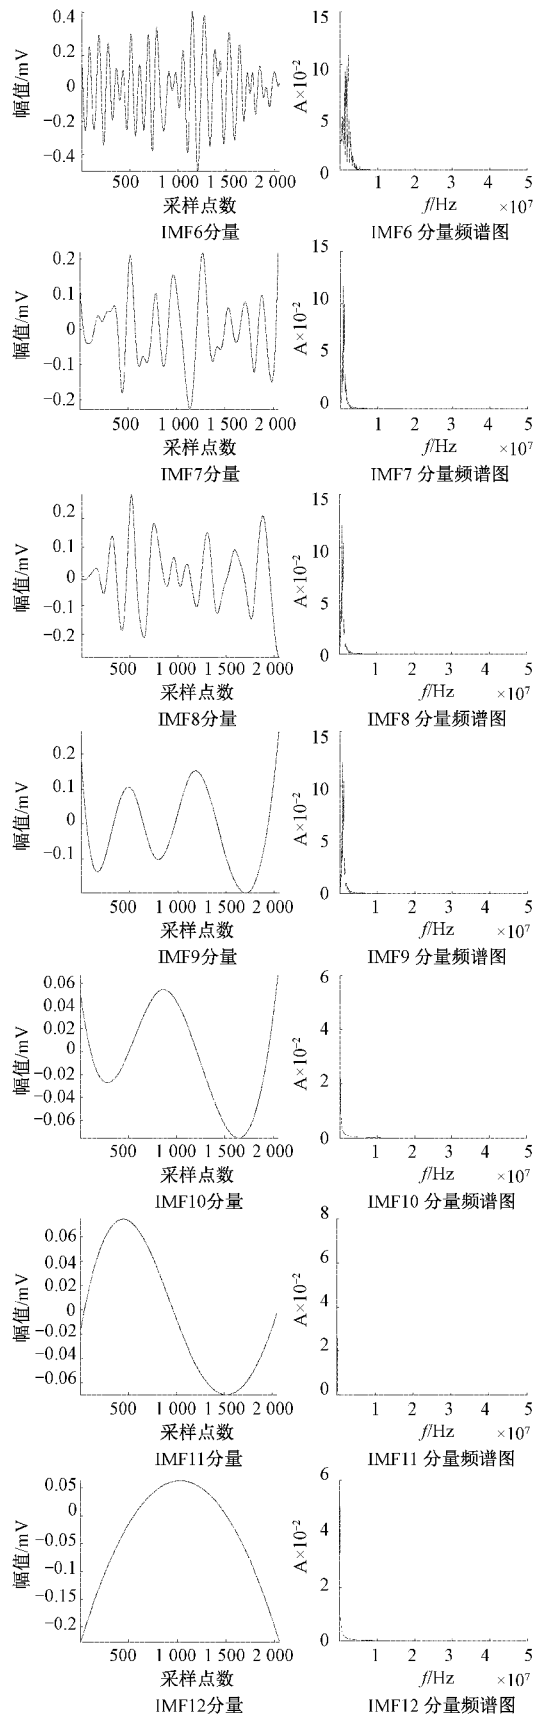 幅值/mV
0.4
0.2
0
−0.2
−0.4
500 1 000 1 500 2 000
采样点数
IMF6分量
A×10⁻²
15
10
5
0
1 2 3 4 5
f/Hz ×10⁷
IMF6 分量频谱图
幅值/mV
0.2
0.1
0
−0.1
−0.2
500 1 000 1 500 2 000
采样点数
IMF7分量
A×10⁻²
15
10
5
0
1 2 3 4 5
f/Hz ×10⁷
IMF7 分量频谱图
幅值/mV
0.2
0.1
0
−0.1
−0.2
500 1 000 1 500 2 000
采样点数
IMF8分量
A×10⁻²
15
10
5
0
1 2 3 4 5
f/Hz ×10⁷
IMF8 分量频谱图
幅值/mV
0.2
0.1
0
−0.1
500 1 000 1 500 2 000
采样点数
IMF9分量
A×10⁻²
15
10
5
0
1 2 3 4 5
f/Hz ×10⁷
IMF9 分量频谱图
幅值/mV
0.06
0.04
0.02
0
−0.02
−0.04
−0.06
500 1 000 1 500 2 000
采样点数
IMF10分量
A×10⁻²
6
4
2
0
1 2 3 4 5
f/Hz ×10⁷
IMF10 分量频谱图
幅值/mV
0.06
0.04
0.02
0
−0.02
−0.04
−0.06
500 1 000 1 500 2 000
采样点数
IMF11分量
A×10⁻²
8
6
4
2
0
1 2 3 4 5
f/Hz ×10⁷
IMF11 分量频谱图
幅值/mV
0.05
0
−0.05
−0.1
−0.15
−0.2
500 1 000 1 500 2 000
采样点数
IMF12分量
A×10⁻²
6
4
2
0
1 2 3 4 5
f/Hz ×10⁷
IMF12 分量频谱图